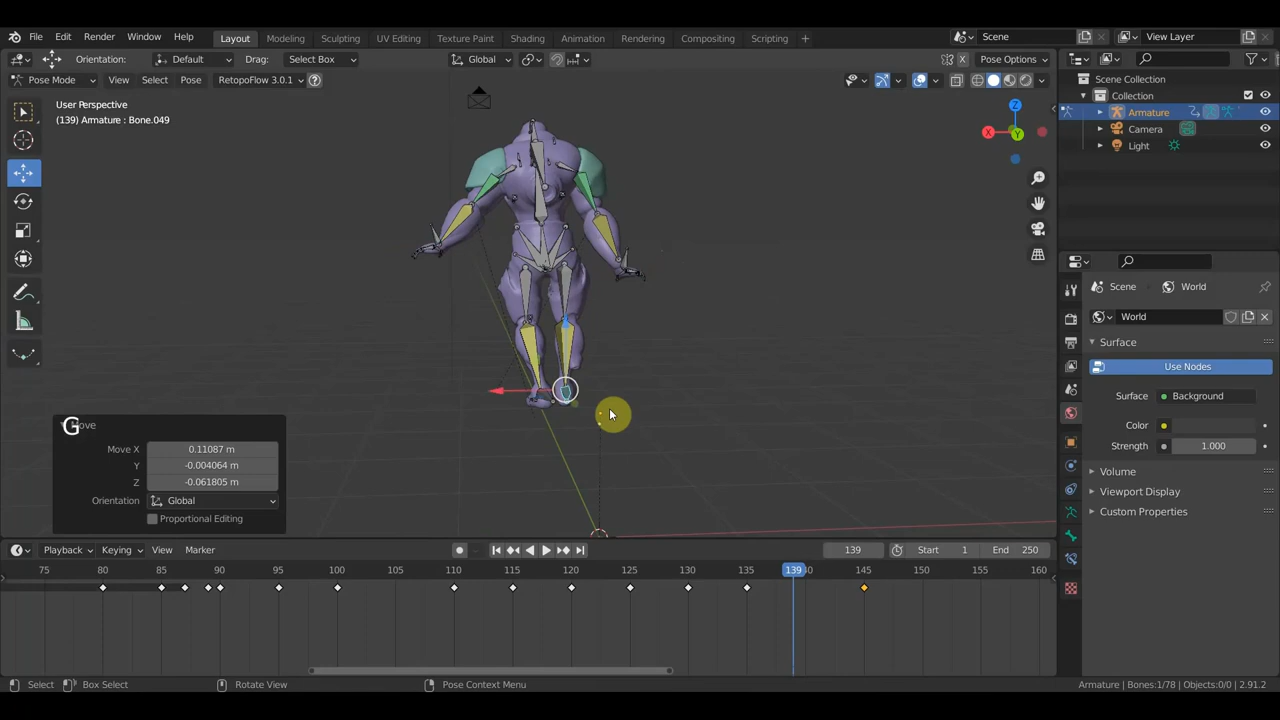 File Edit Render Window Help Layout Modeling Sculpting UV Editing Texture Paint Shading Animation Rendering Compositing Scripting + Scene View Layer
Orientation: Default Drag: Select Box Global X Pose Options
Pose Mode View Select Pose RetopoFlow 3.0.1 ?
User Perspective
(139) Armature : Bone.049
Z
X
Y
Scene Collection
Collection
Armature
Camera
Light
Scene World
World
Surface
Use Nodes
Surface Background
Color
Strength 1.000
Volume
Viewport Display
Custom Properties
G
Move
Move X 0.11087 m
Y -0.004064 m
Z -0.061805 m
Orientation Global
Proportional Editing
Playback Keying View Marker 139 Start 1 End 250
75 80 85 90 95 100 105 110 115 120 125 130 135 139 145 150 155 160
Select Box Select Rotate View Pose Context Menu Armature | Bones:1/78 | Objects:0/0 | 2.91.2